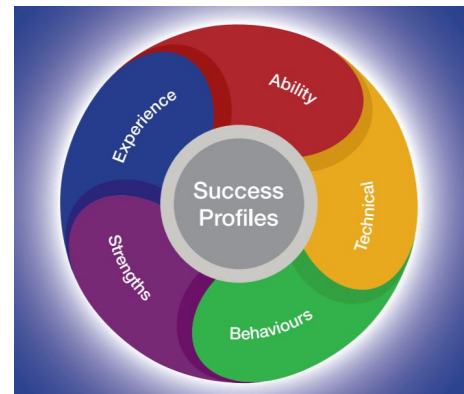 Success
Profiles
Ability
Technical
Behaviours
Strengths
Experience